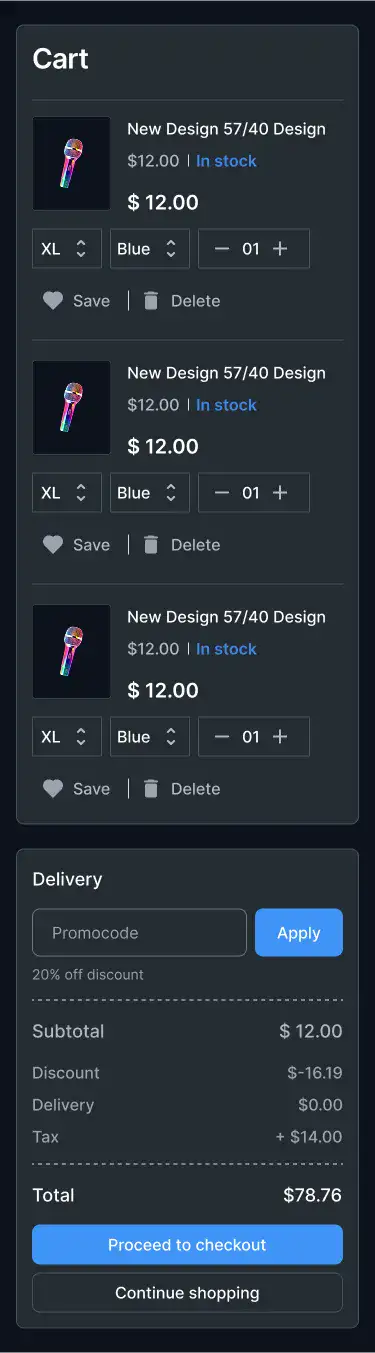 Cart
New Design 57/40 Design
$12.00 | In stock
$ 12.00
XL Blue 01
Save | Delete
New Design 57/40 Design
$12.00 | In stock
$ 12.00
XL Blue 01
Save | Delete
New Design 57/40 Design
$12.00 | In stock
$ 12.00
XL Blue 01
Save | Delete
Delivery
Promocode Apply
20% off discount
Subtotal $ 12.00
Discount $-16.19
Delivery $0.00
Tax + $14.00
Total $78.76
Proceed to checkout
Continue shopping